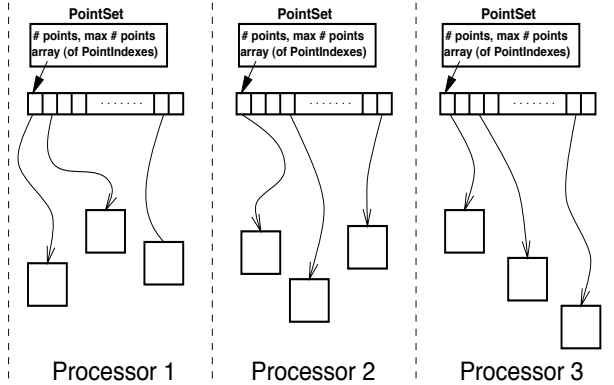 PointSet
# points, max # points
array (of PointIndexes)
.......
Processor 1
PointSet
# points, max # points
array (of PointIndexes)
.......
Processor 2
PointSet
# points, max # points
array (of PointIndexes)
.......
Processor 3